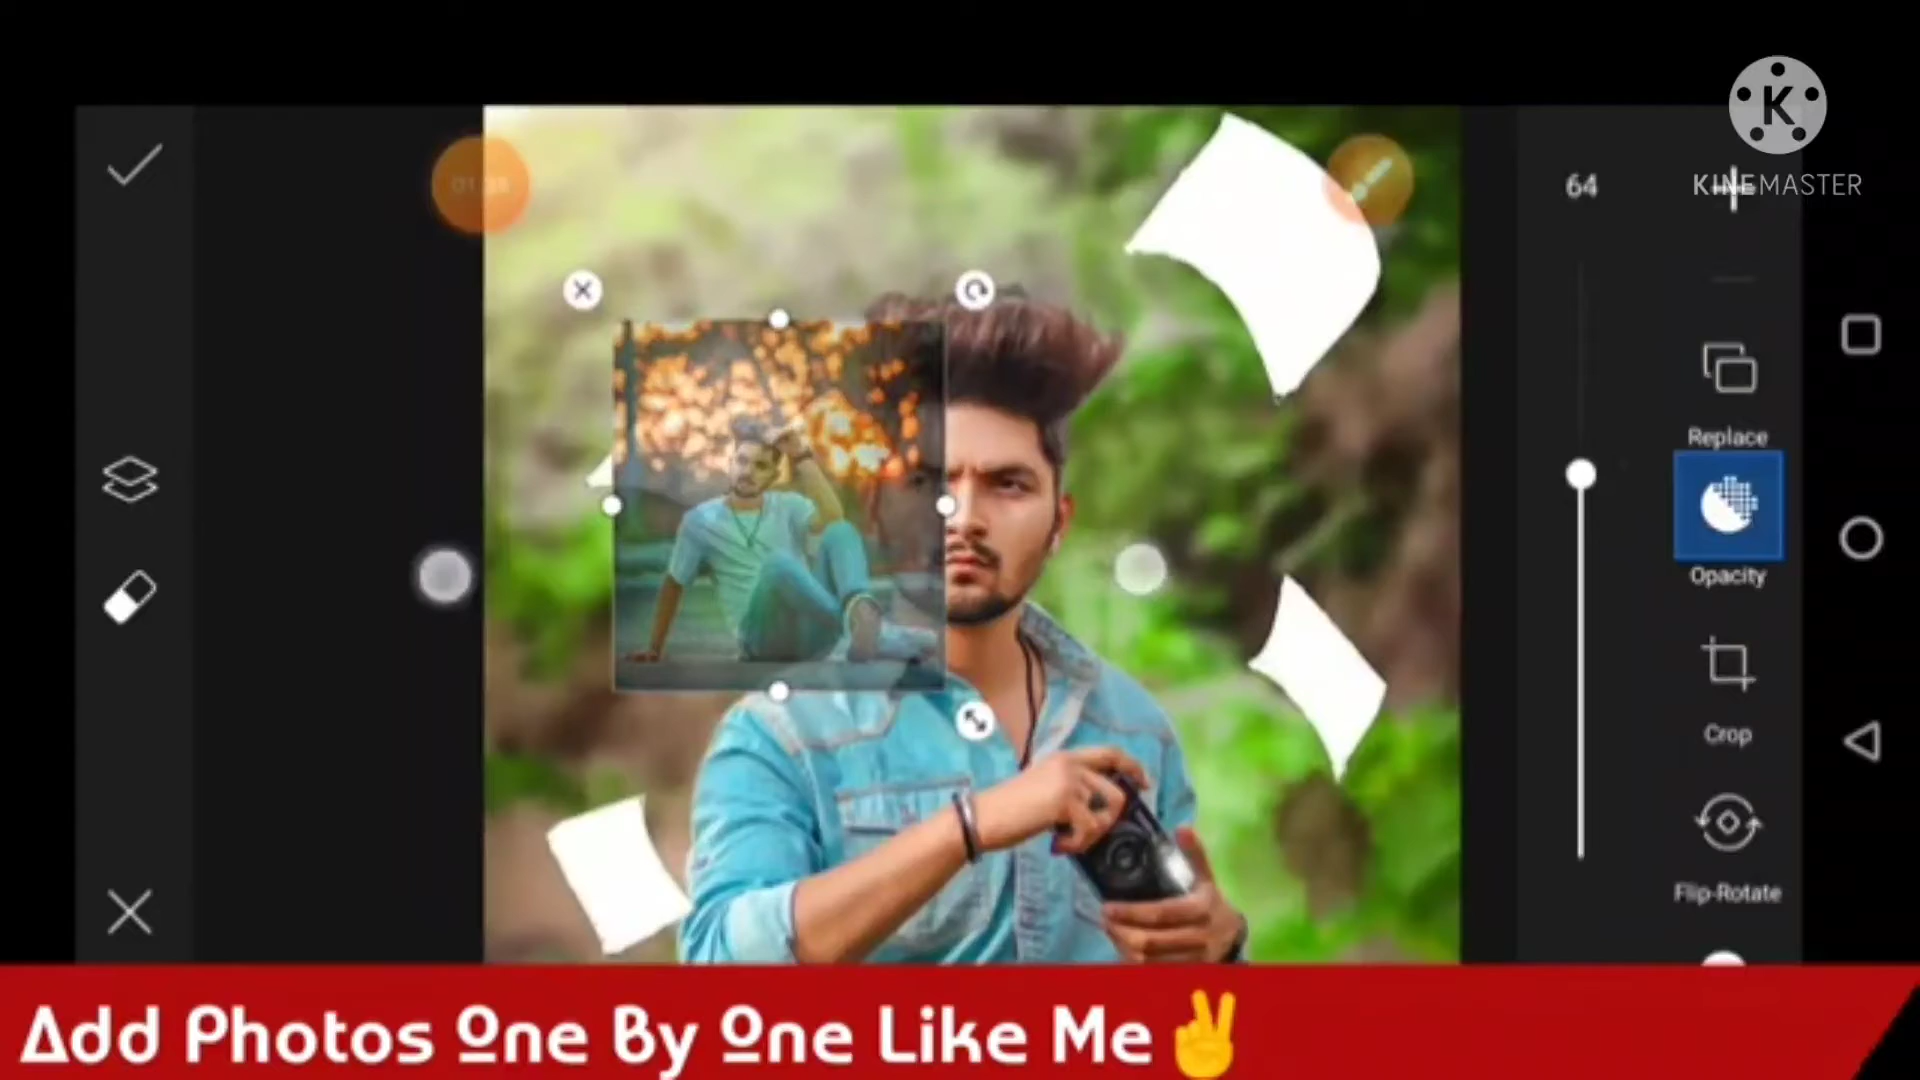 K
64
KINEMASTER
Replace
Opacity
Crop
Flip-Rotate
Add Photos One By One Like Me✌